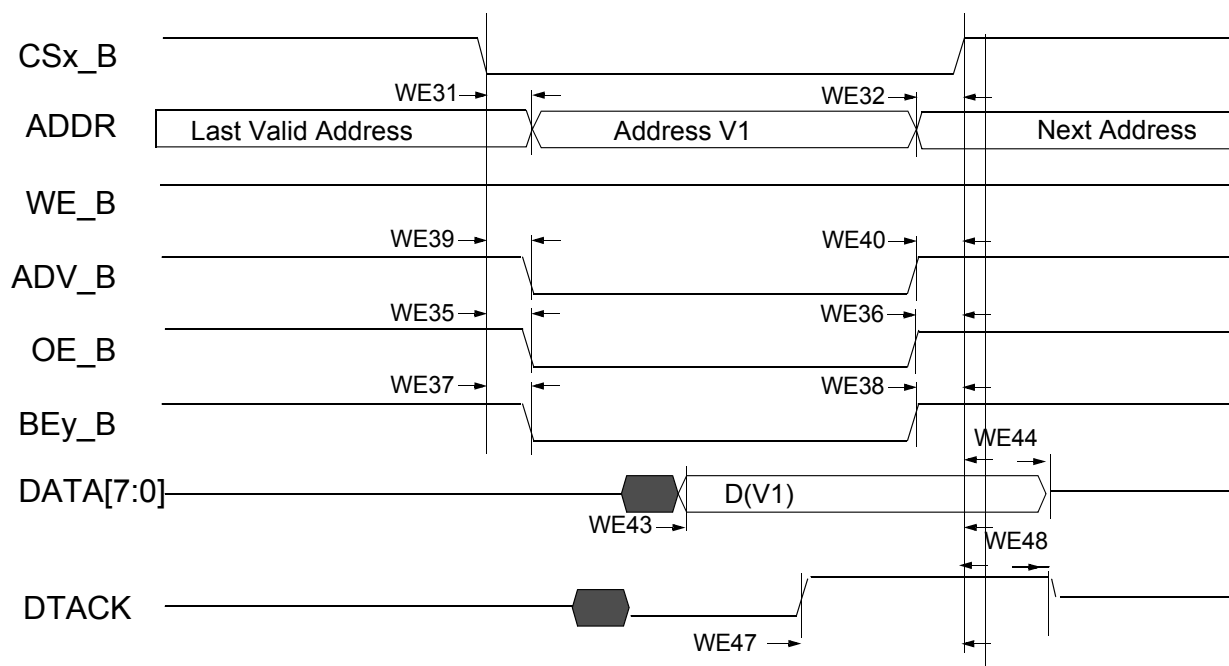 CSx_B
WE31
WE32
ADDR
Last Valid Address
Address V1
Next Address
WE_B
WE39
WE40
ADV_B
WE35
WE36
OE_B
WE37
WE38
BEy_B
WE44
DATA[7:0]
D(V1)
WE43
WE48
DTACK
WE47